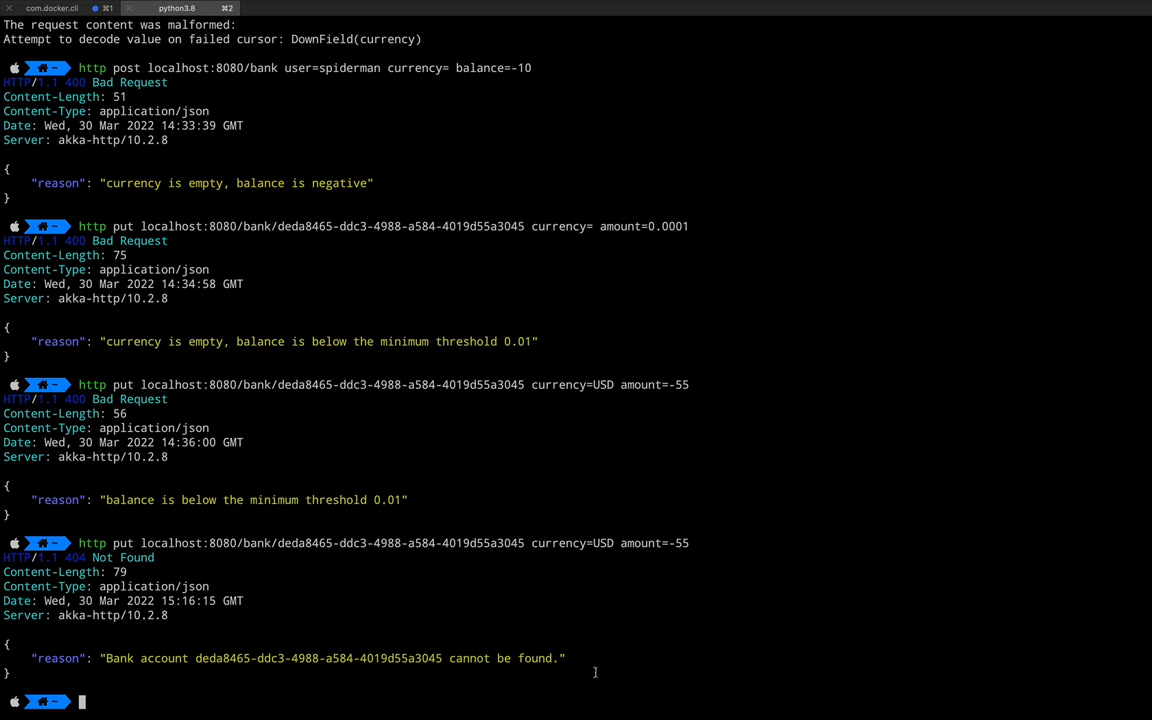 com.docker.cli ⌘1 python3.8 ⌘2
The request content was malformed:
Attempt to decode value on failed cursor: DownField(currency)
~ http post localhost:8080/bank user=spiderman currency= balance=-10
HTTP/1.1 400 Bad Request
Content-Length: 51
Content-Type: application/json
Date: Wed, 30 Mar 2022 14:33:39 GMT
Server: akka-http/10.2.8
{
"reason": "currency is empty, balance is negative"
}
~ http put localhost:8080/bank/deda8465-ddc3-4988-a584-4019d55a3045 currency= amount=0.0001
HTTP/1.1 400 Bad Request
Content-Length: 75
Content-Type: application/json
Date: Wed, 30 Mar 2022 14:34:58 GMT
Server: akka-http/10.2.8
{
"reason": "currency is empty, balance is below the minimum threshold 0.01"
}
~ http put localhost:8080/bank/deda8465-ddc3-4988-a584-4019d55a3045 currency=USD amount=-55
HTTP/1.1 400 Bad Request
Content-Length: 56
Content-Type: application/json
Date: Wed, 30 Mar 2022 14:36:00 GMT
Server: akka-http/10.2.8
{
"reason": "balance is below the minimum threshold 0.01"
}
~ http put localhost:8080/bank/deda8465-ddc3-4988-a584-4019d55a3045 currency=USD amount=-55
HTTP/1.1 404 Not Found
Content-Length: 79
Content-Type: application/json
Date: Wed, 30 Mar 2022 15:16:15 GMT
Server: akka-http/10.2.8
{
"reason": "Bank account deda8465-ddc3-4988-a584-4019d55a3045 cannot be found."
}
~